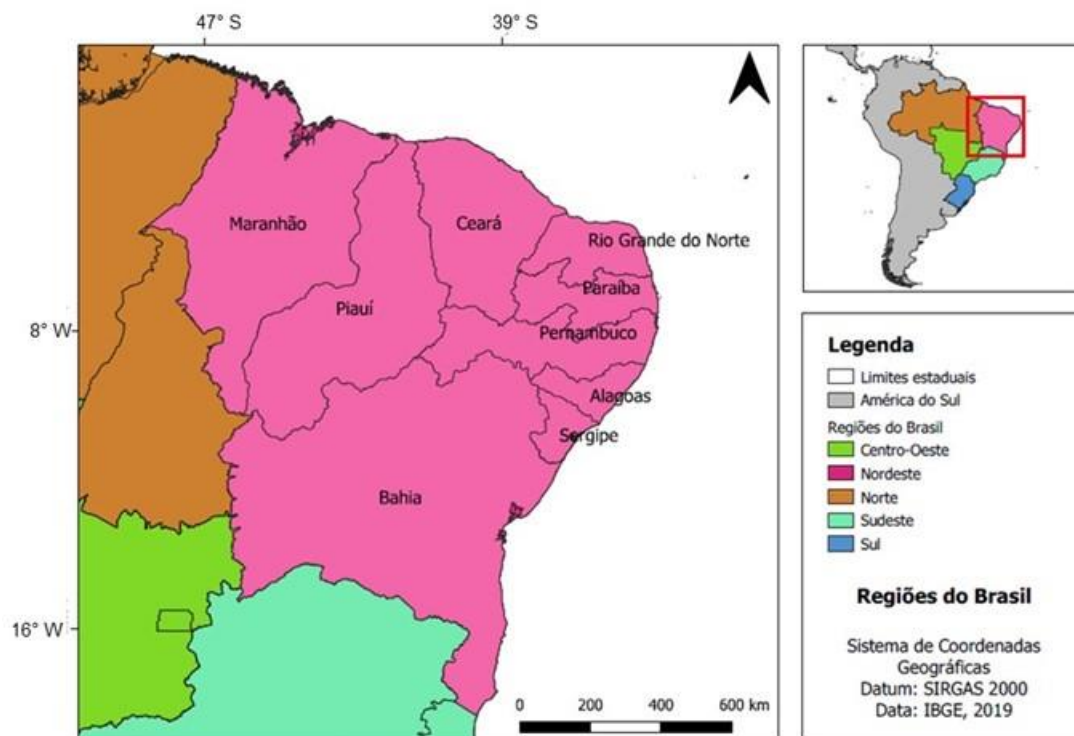 47° S
39° S
Maranhão
Ceará
Rio Grande do Norte
Paraíba
Piauí
Pernambuco
8° W
Alagoas
Sergipe
Bahia
16° W
0 200 400 600 km
Legenda
Limites estaduais
América do Sul
Regiões do Brasil
Centro-Oeste
Nordeste
Norte
Sudeste
Sul
Regiões do Brasil
Sistema de Coordenadas
Geográficas
Datum: SIRGAS 2000
Data: IBGE, 2019